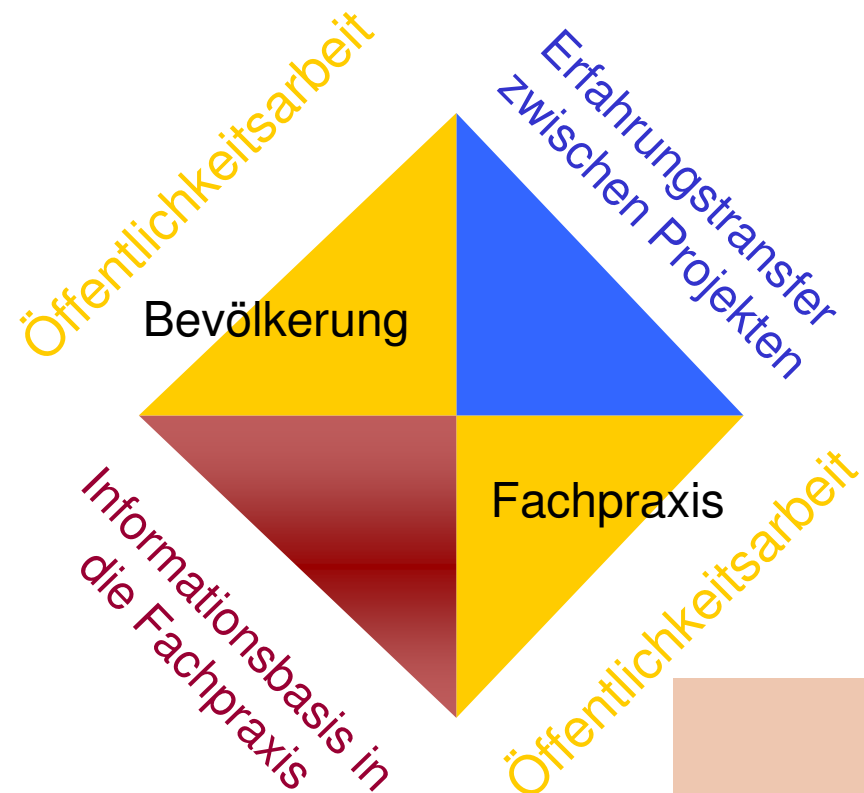 Öffentlichkeitsarbeit
Erfahrungstransfer
zwischen Projekten
Bevölkerung
Fachpraxis
Informationsbasis in
die Fachpraxis
Öffentlichkeitsarbeit